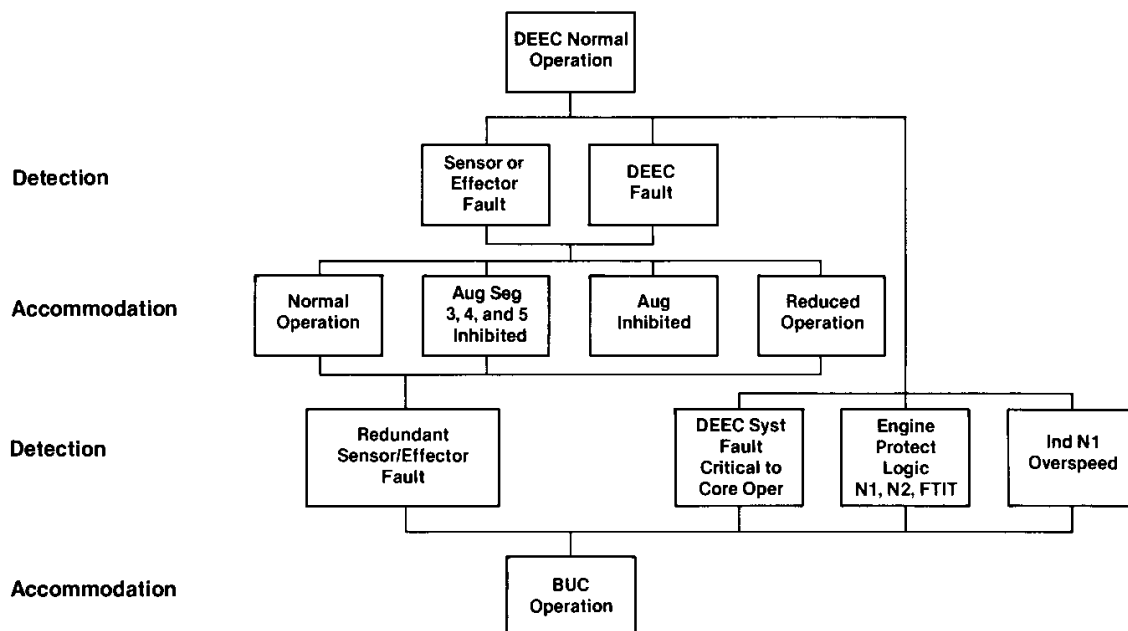 DEEC Normal
Operation
Detection
Sensor or
Effector
Fault
DEEC
Fault
Accommodation
Normal
Operation
Aug Seg
3, 4, and 5
Inhibited
Aug
Inhibited
Reduced
Operation
Detection
Redundant
Sensor/Effector
Fault
DEEC Syst
Fault
Critical to
Core Oper
Engine
Protect
Logic
N1, N2, FTIT
Ind N1
Overspeed
Accommodation
BUC
Operation